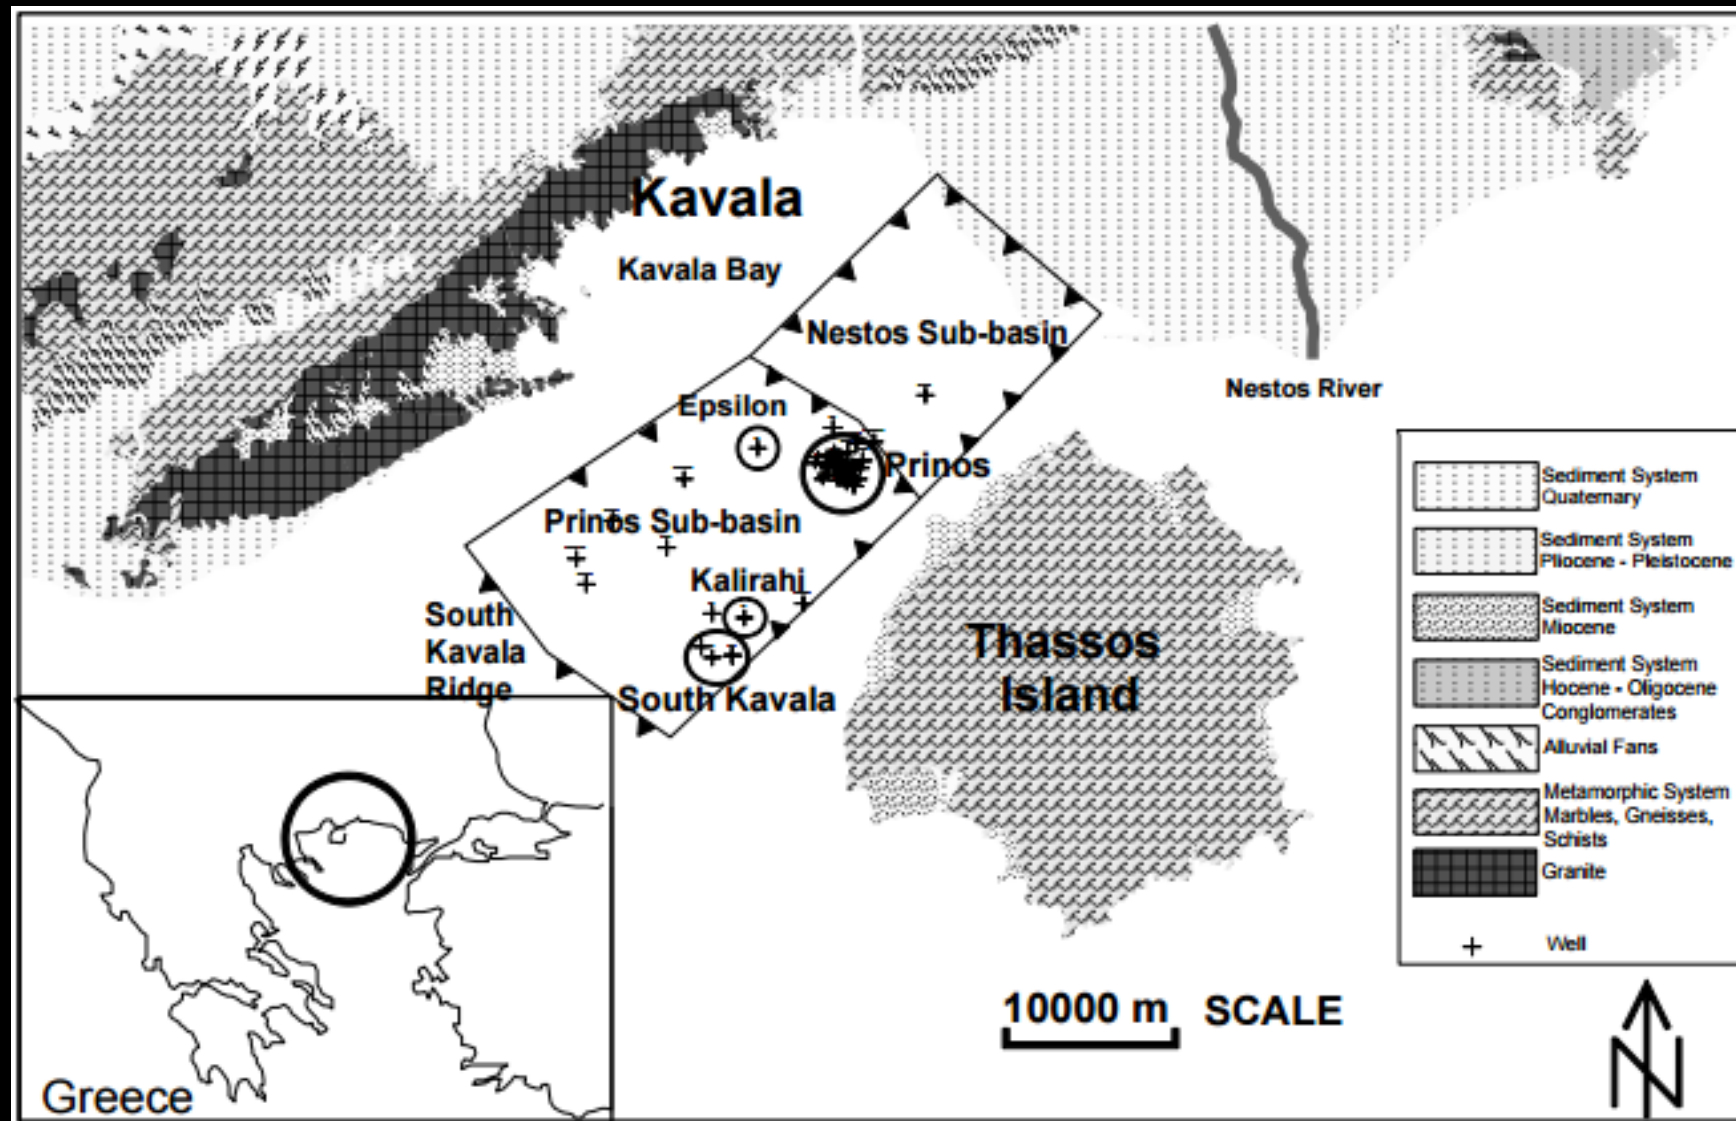 Kavala
Kavala Bay
Nestos Sub-basin
Nestos River
Epsilon
Prinos
Prinos Sub-basin
Kalirahi
South
Kavala
Ridge
South Kavala
Thassos
Island
Sediment System
Quaternary
Sediment System
Pliocene - Pleistocene
Sediment System
Miocene
Sediment System
Hocene - Oligocene
Conglomerates
Alluvial Fans
Metamorphic System
Marbles, Gneisses,
Schists
Granite
Well
10000 m SCALE
N
Greece